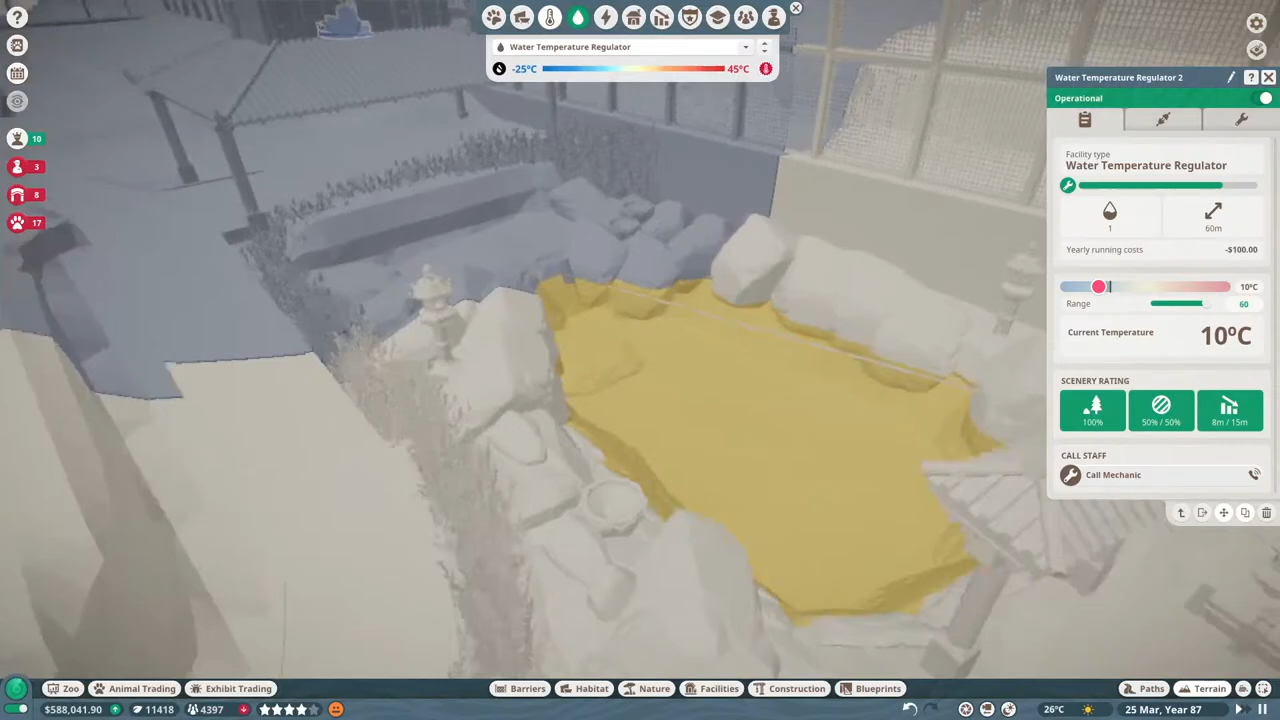 Water Temperature Regulator
-25°C
45°C
10
3
8
17
Water Temperature Regulator 2
Operational
Facility type
Water Temperature Regulator
1
60m
Yearly running costs
-$100.00
10°C
Range
60
Current Temperature
10°C
SCENERY RATING
100%
50% / 50%
8m / 15m
CALL STAFF
Call Mechanic
Zoo
Animal Trading
Exhibit Trading
Barriers
Habitat
Nature
Facilities
Construction
Blueprints
Paths
Terrain
$588,041.90
11418
4397
26°C
25 Mar, Year 87